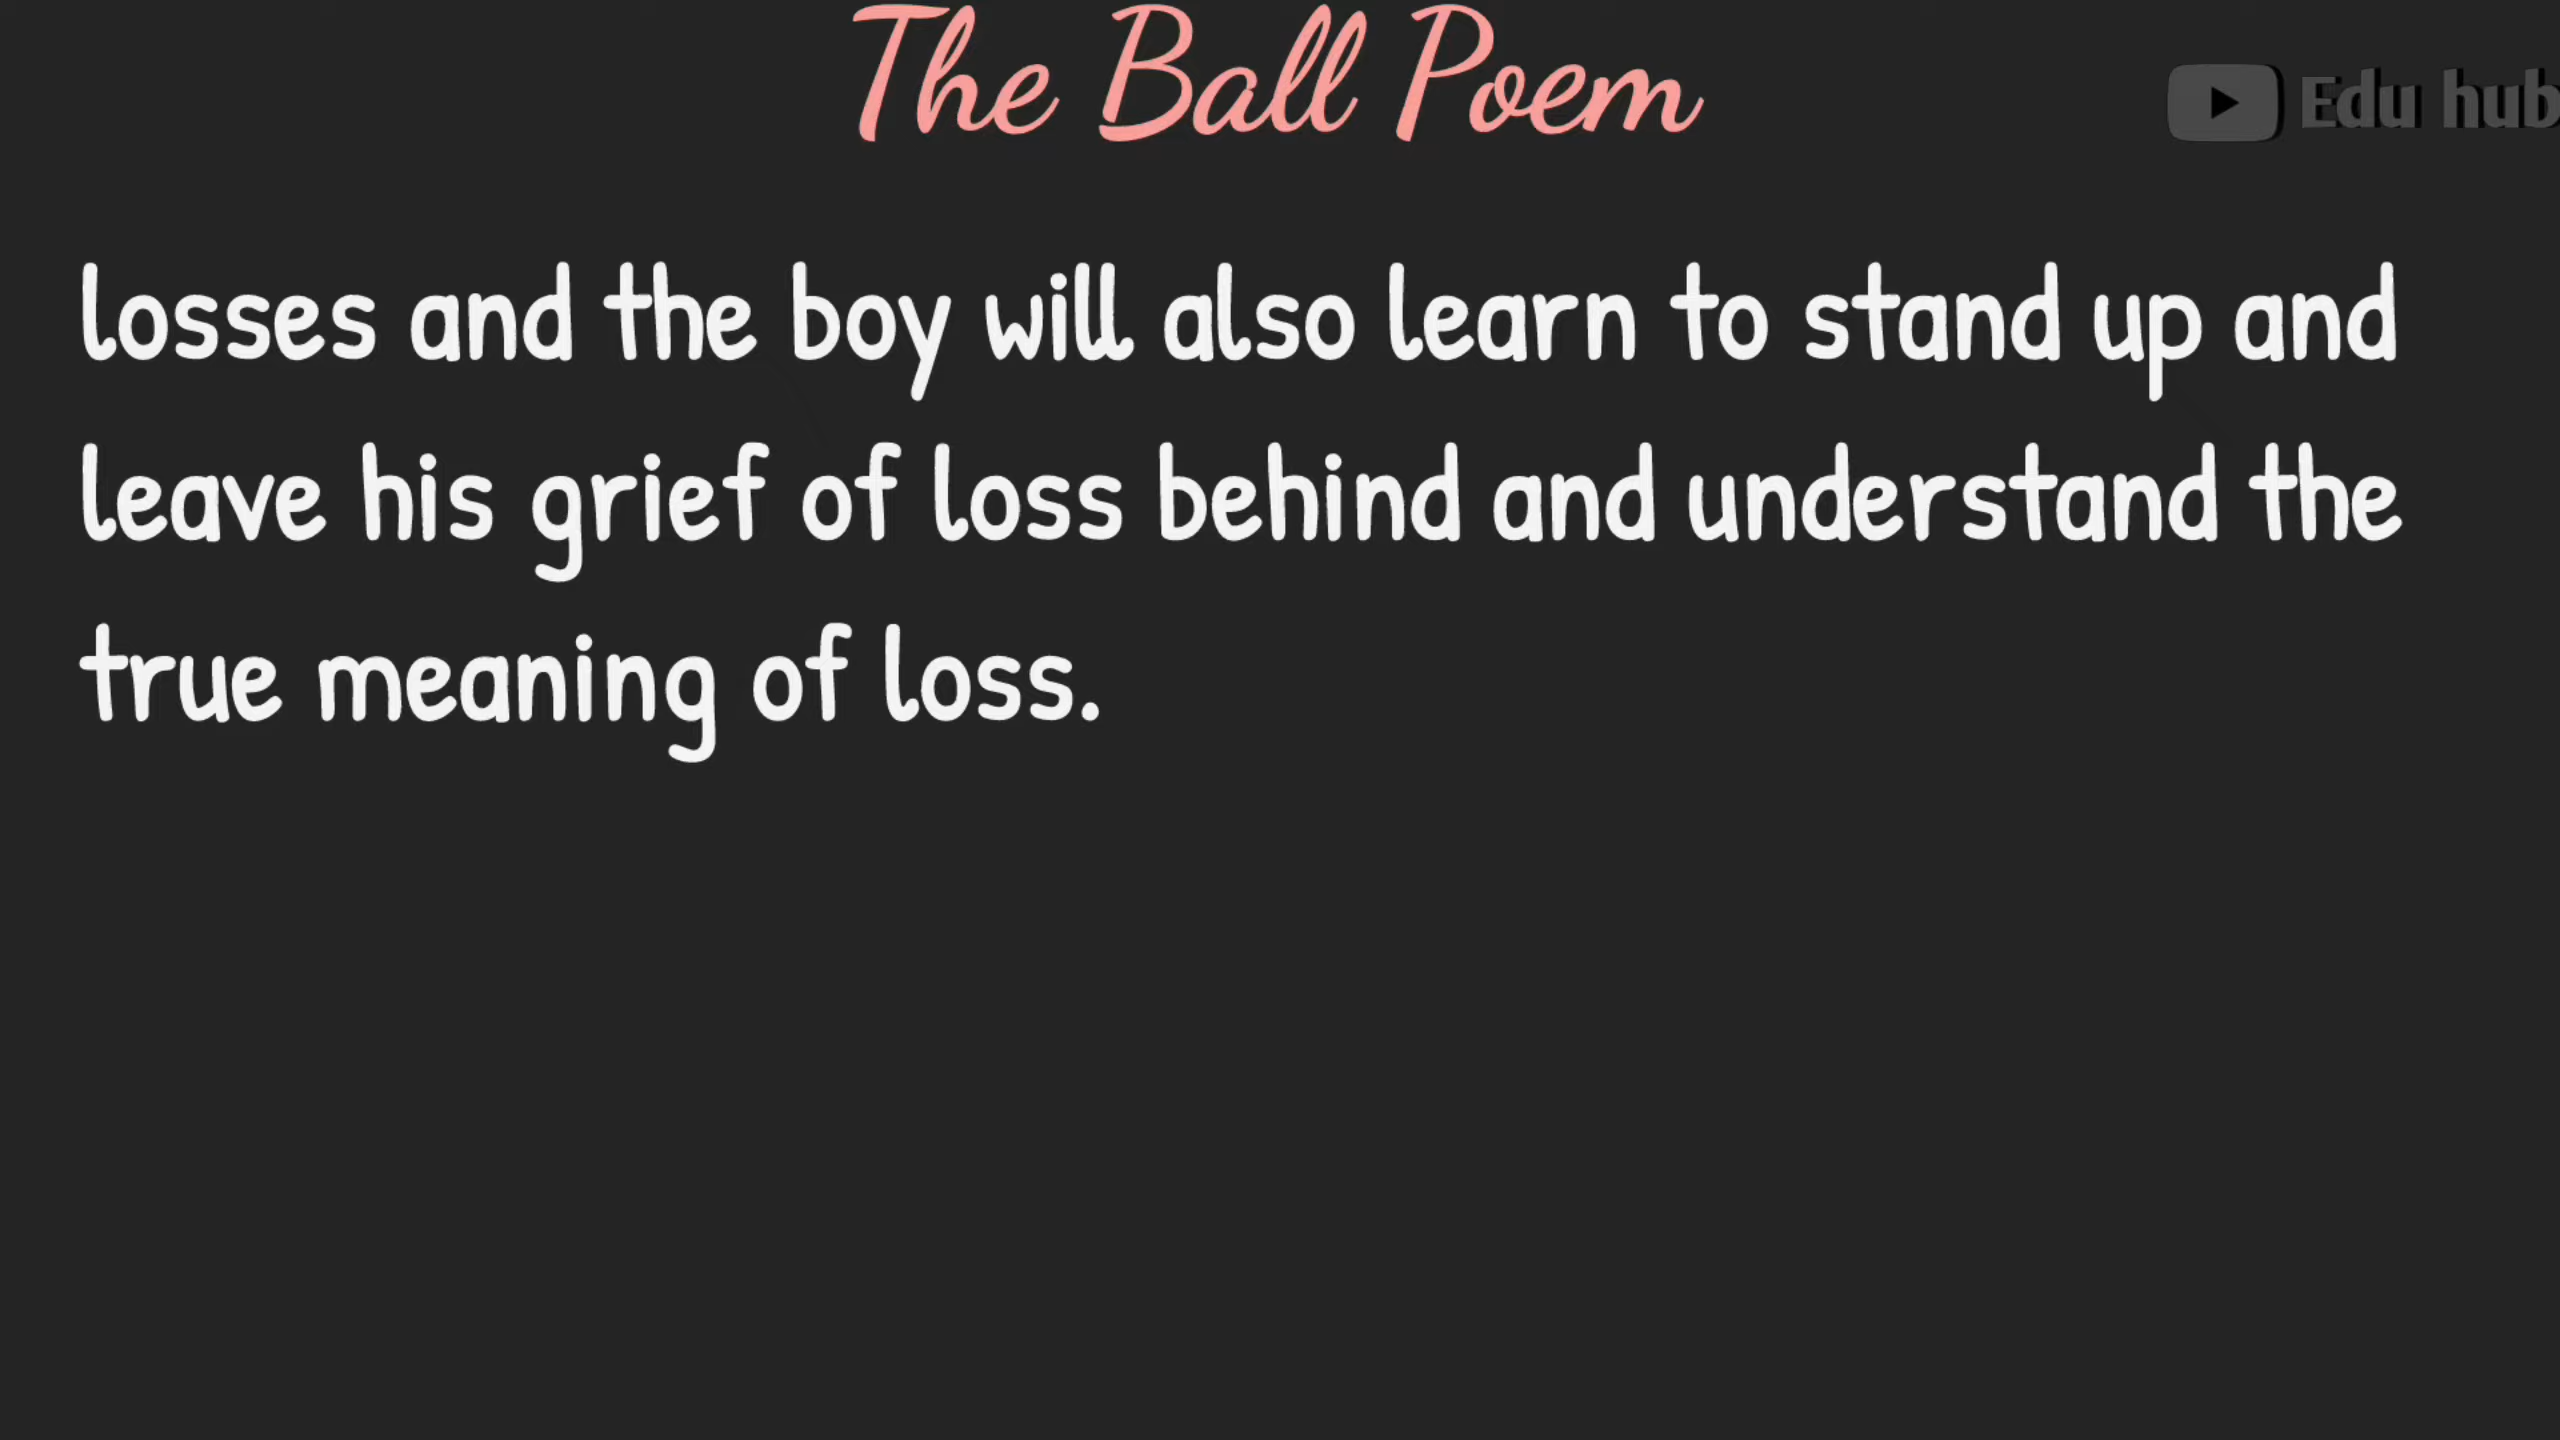 The Ball Poem
Edu hub
losses and the boy will also learn to stand up and
leave his grief of loss behind and understand the
true meaning of loss.